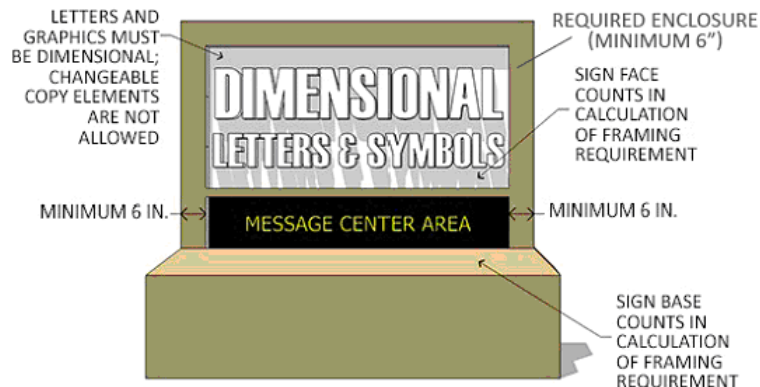 LETTERS AND
GRAPHICS MUST
BE DIMENSIONAL;
CHANGEABLE
COPY ELEMENTS
ARE NOT
ALLOWED
REQUIRED ENCLOSURE
(MINIMUM 6”)
DIMENSIONAL
LETTERS & SYMBOLS
SIGN FACE
COUNTS IN
CALCULATION
OF FRAMING
REQUIREMENT
MINIMUM 6 IN.
MESSAGE CENTER AREA
MINIMUM 6 IN.
SIGN BASE
COUNTS IN
CALCULATION
OF FRAMING
REQUIREMENT